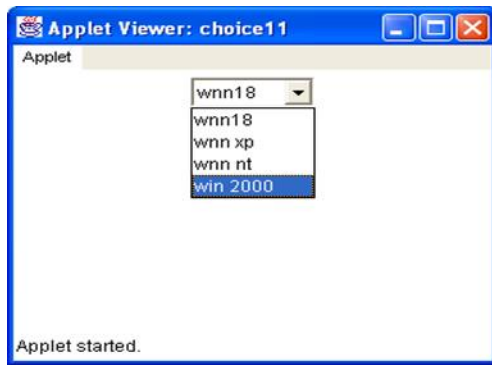 Applet Viewer: choice11
Applet
wnn18
wnn18
wnn xp
wnn nt
win 2000
Applet started.